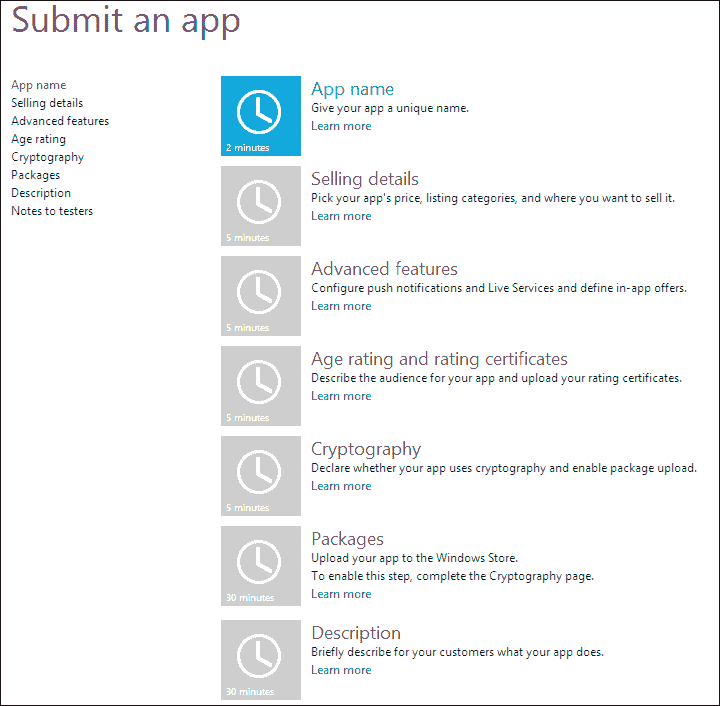 Submit an app
App name
Selling details
Advanced features
Age rating
Cryptography
Packages
Description
Notes to testers
2 minutes
App name
Give your app a unique name.
Learn more
5 minutes
Selling details
Pick your app's price, listing categories, and where you want to sell it.
Learn more
5 minutes
Advanced features
Configure push notifications and Live Services and define in-app offers.
Learn more
5 minutes
Age rating and rating certificates
Describe the audience for your app and upload your rating certificates.
Learn more
5 minutes
Cryptography
Declare whether your app uses cryptography and enable package upload.
Learn more
30 minutes
Packages
Upload your app to the Windows Store.
To enable this step, complete the Cryptography page.
Learn more
30 minutes
Description
Briefly describe for your customers what your app does.
Learn more